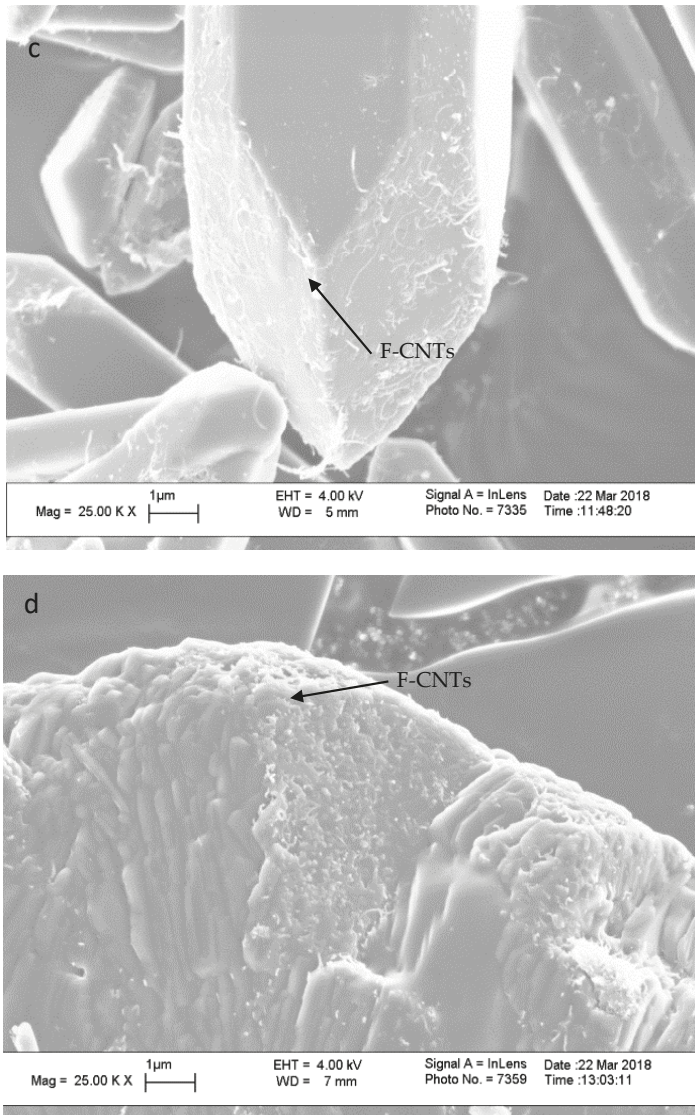 c
F-CNTs
1µm
EHT = 4.00 kV
Signal A = InLens
Date :22 Mar 2018
Mag = 25.00 K X
WD = 5 mm
Photo No. = 7335
Time :11:48:20
d
F-CNTs
1µm
EHT = 4.00 kV
Signal A = InLens
Date :22 Mar 2018
Mag = 25.00 K X
WD = 7 mm
Photo No. = 7359
Time :13:03:11